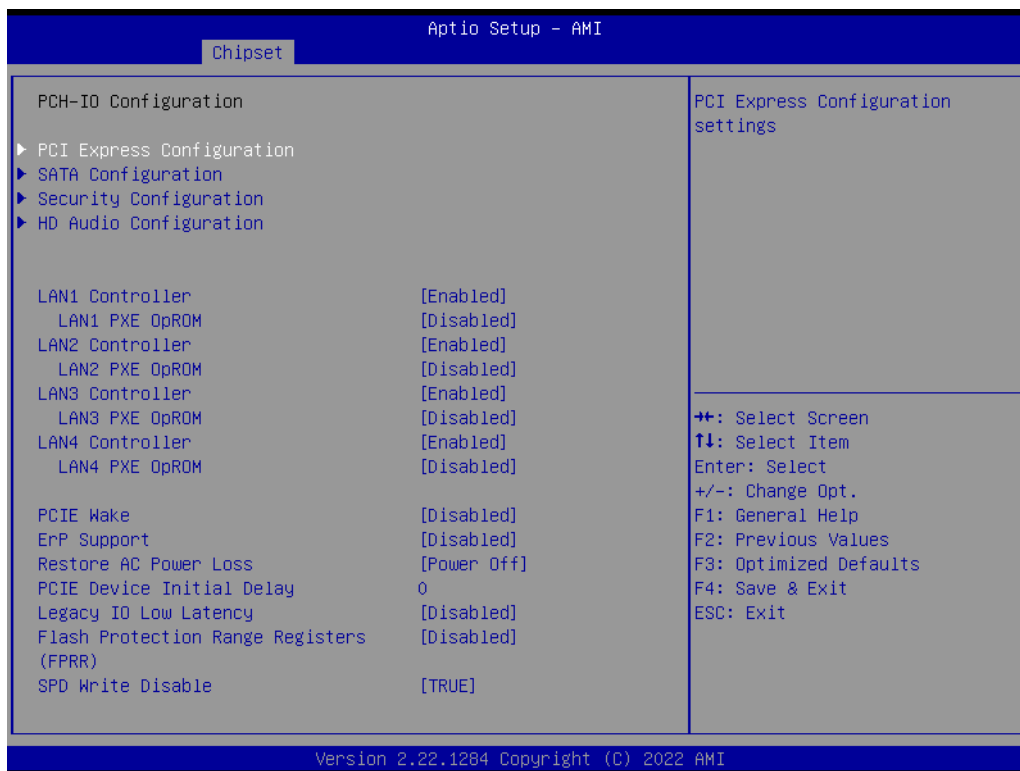 Aptio Setup – AMI
Chipset
PCH-IO Configuration
▶ PCI Express Configuration
▶ SATA Configuration
▶ Security Configuration
▶ HD Audio Configuration
LAN1 Controller [Enabled]
LAN1 PXE OpROM [Disabled]
LAN2 Controller [Enabled]
LAN2 PXE OpROM [Disabled]
LAN3 Controller [Enabled]
LAN3 PXE OpROM [Disabled]
LAN4 Controller [Enabled]
LAN4 PXE OpROM [Disabled]
PCIE Wake [Disabled]
ErP Support [Disabled]
Restore AC Power Loss [Power Off]
PCIE Device Initial Delay 0
Legacy IO Low Latency [Disabled]
Flash Protection Range Registers [Disabled]
(FPRR)
SPD Write Disable [TRUE]
PCI Express Configuration
settings
→←: Select Screen
↑↓: Select Item
Enter: Select
+/-: Change Opt.
F1: General Help
F2: Previous Values
F3: Optimized Defaults
F4: Save & Exit
ESC: Exit
Version 2.22.1284 Copyright (C) 2022 AMI